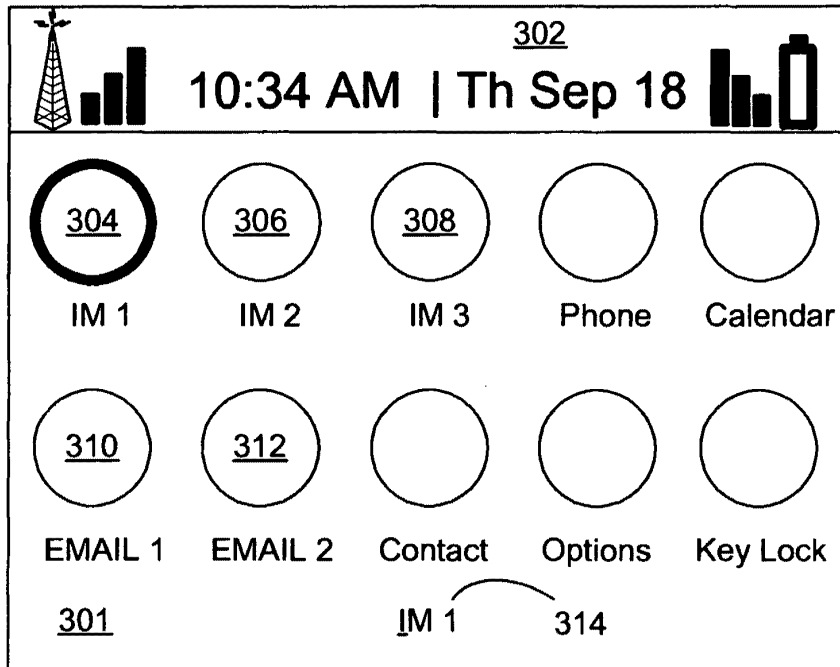 302
10:34 AM | Th Sep 18
304 306 308
IM 1 IM 2 IM 3 Phone Calendar
310 312
EMAIL 1 EMAIL 2 Contact Options Key Lock
301 IM 1 314